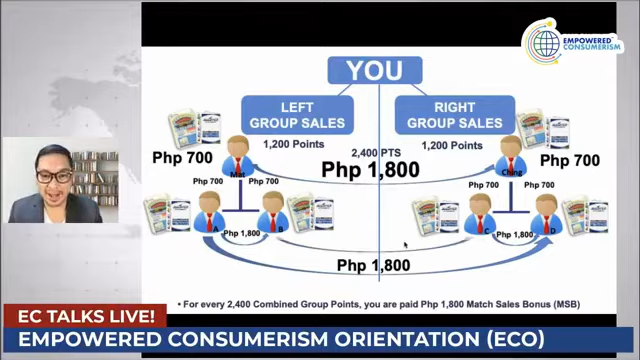 EMPOWERED
CONSUMERISM
YOU
LEFT
GROUP SALES
RIGHT
GROUP SALES
1,200 Points
1,200 Points
2,400 PTS
Php 1,800
Php 700
Php 700
Mat
Ching
Php 700
Php 700
Php 700
Php 700
A
B
C
D
Php 1,800
Php 1,800
Php 1,800
• For every 2,400 Combined Group Points, you are paid Php 1,800 Match Sales Bonus (MSB)
EC TALKS LIVE!
EMPOWERED CONSUMERISM ORIENTATION (ECO)